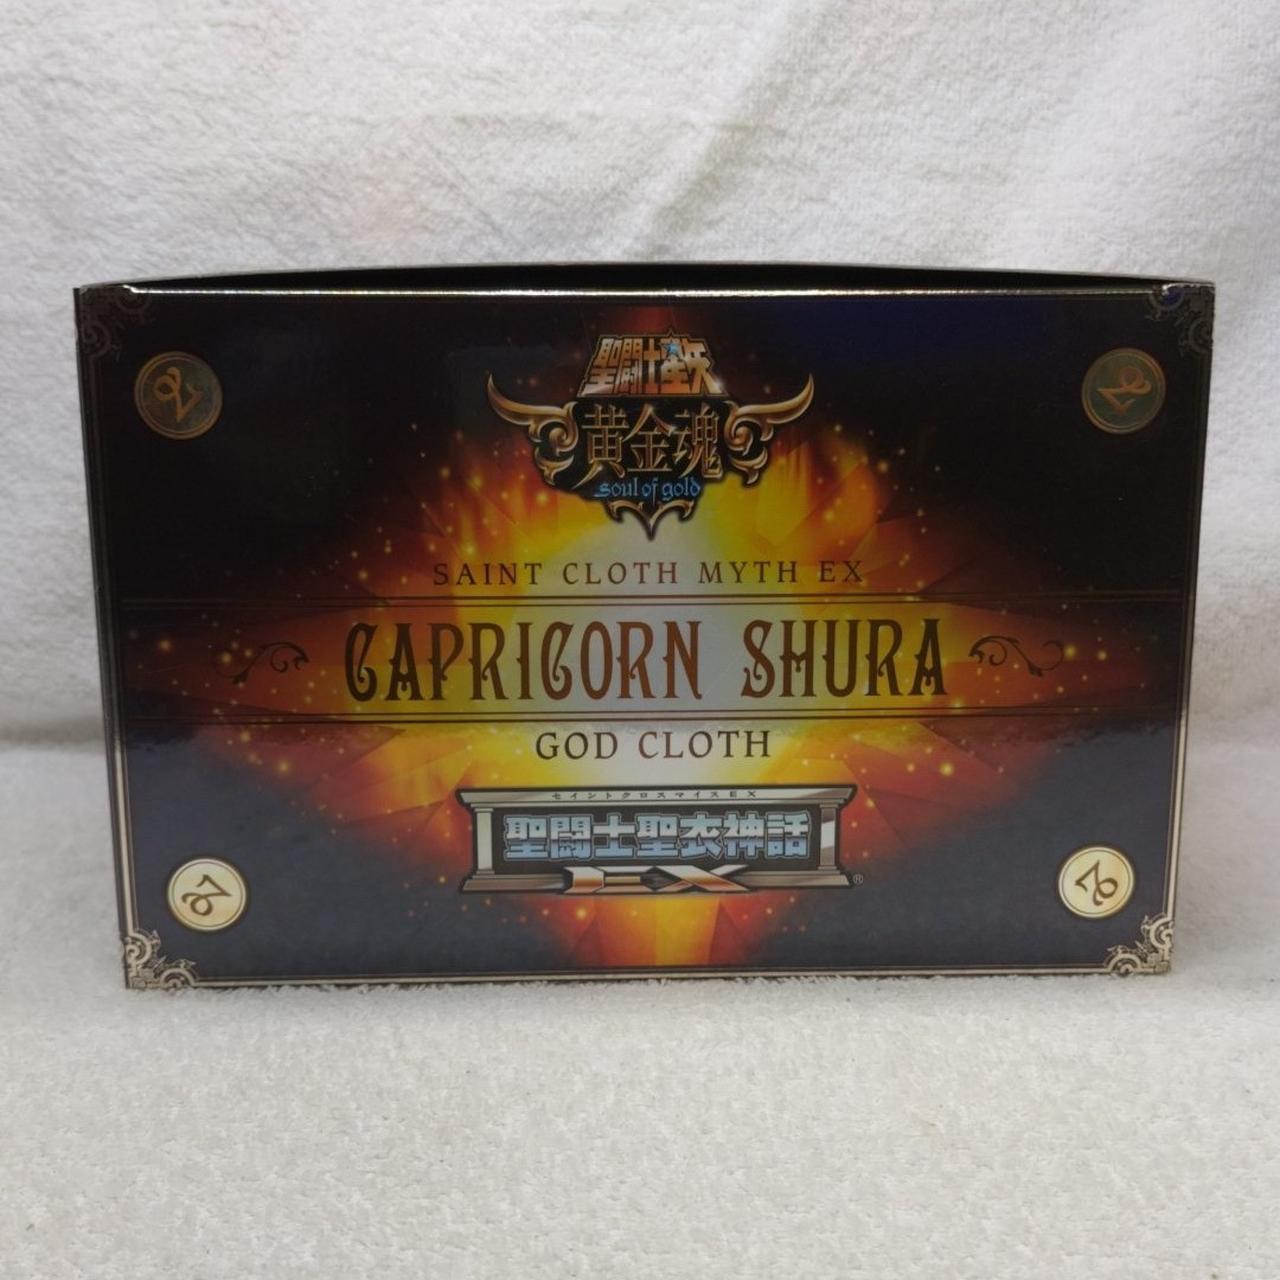 聖闘士星矢
黄金魂
soul of gold
SAINT CLOTH MYTH EX
CAPRICORN SHURA
GOD CLOTH
セイントクロスマイスEX
聖闘士聖衣神話
EX ®